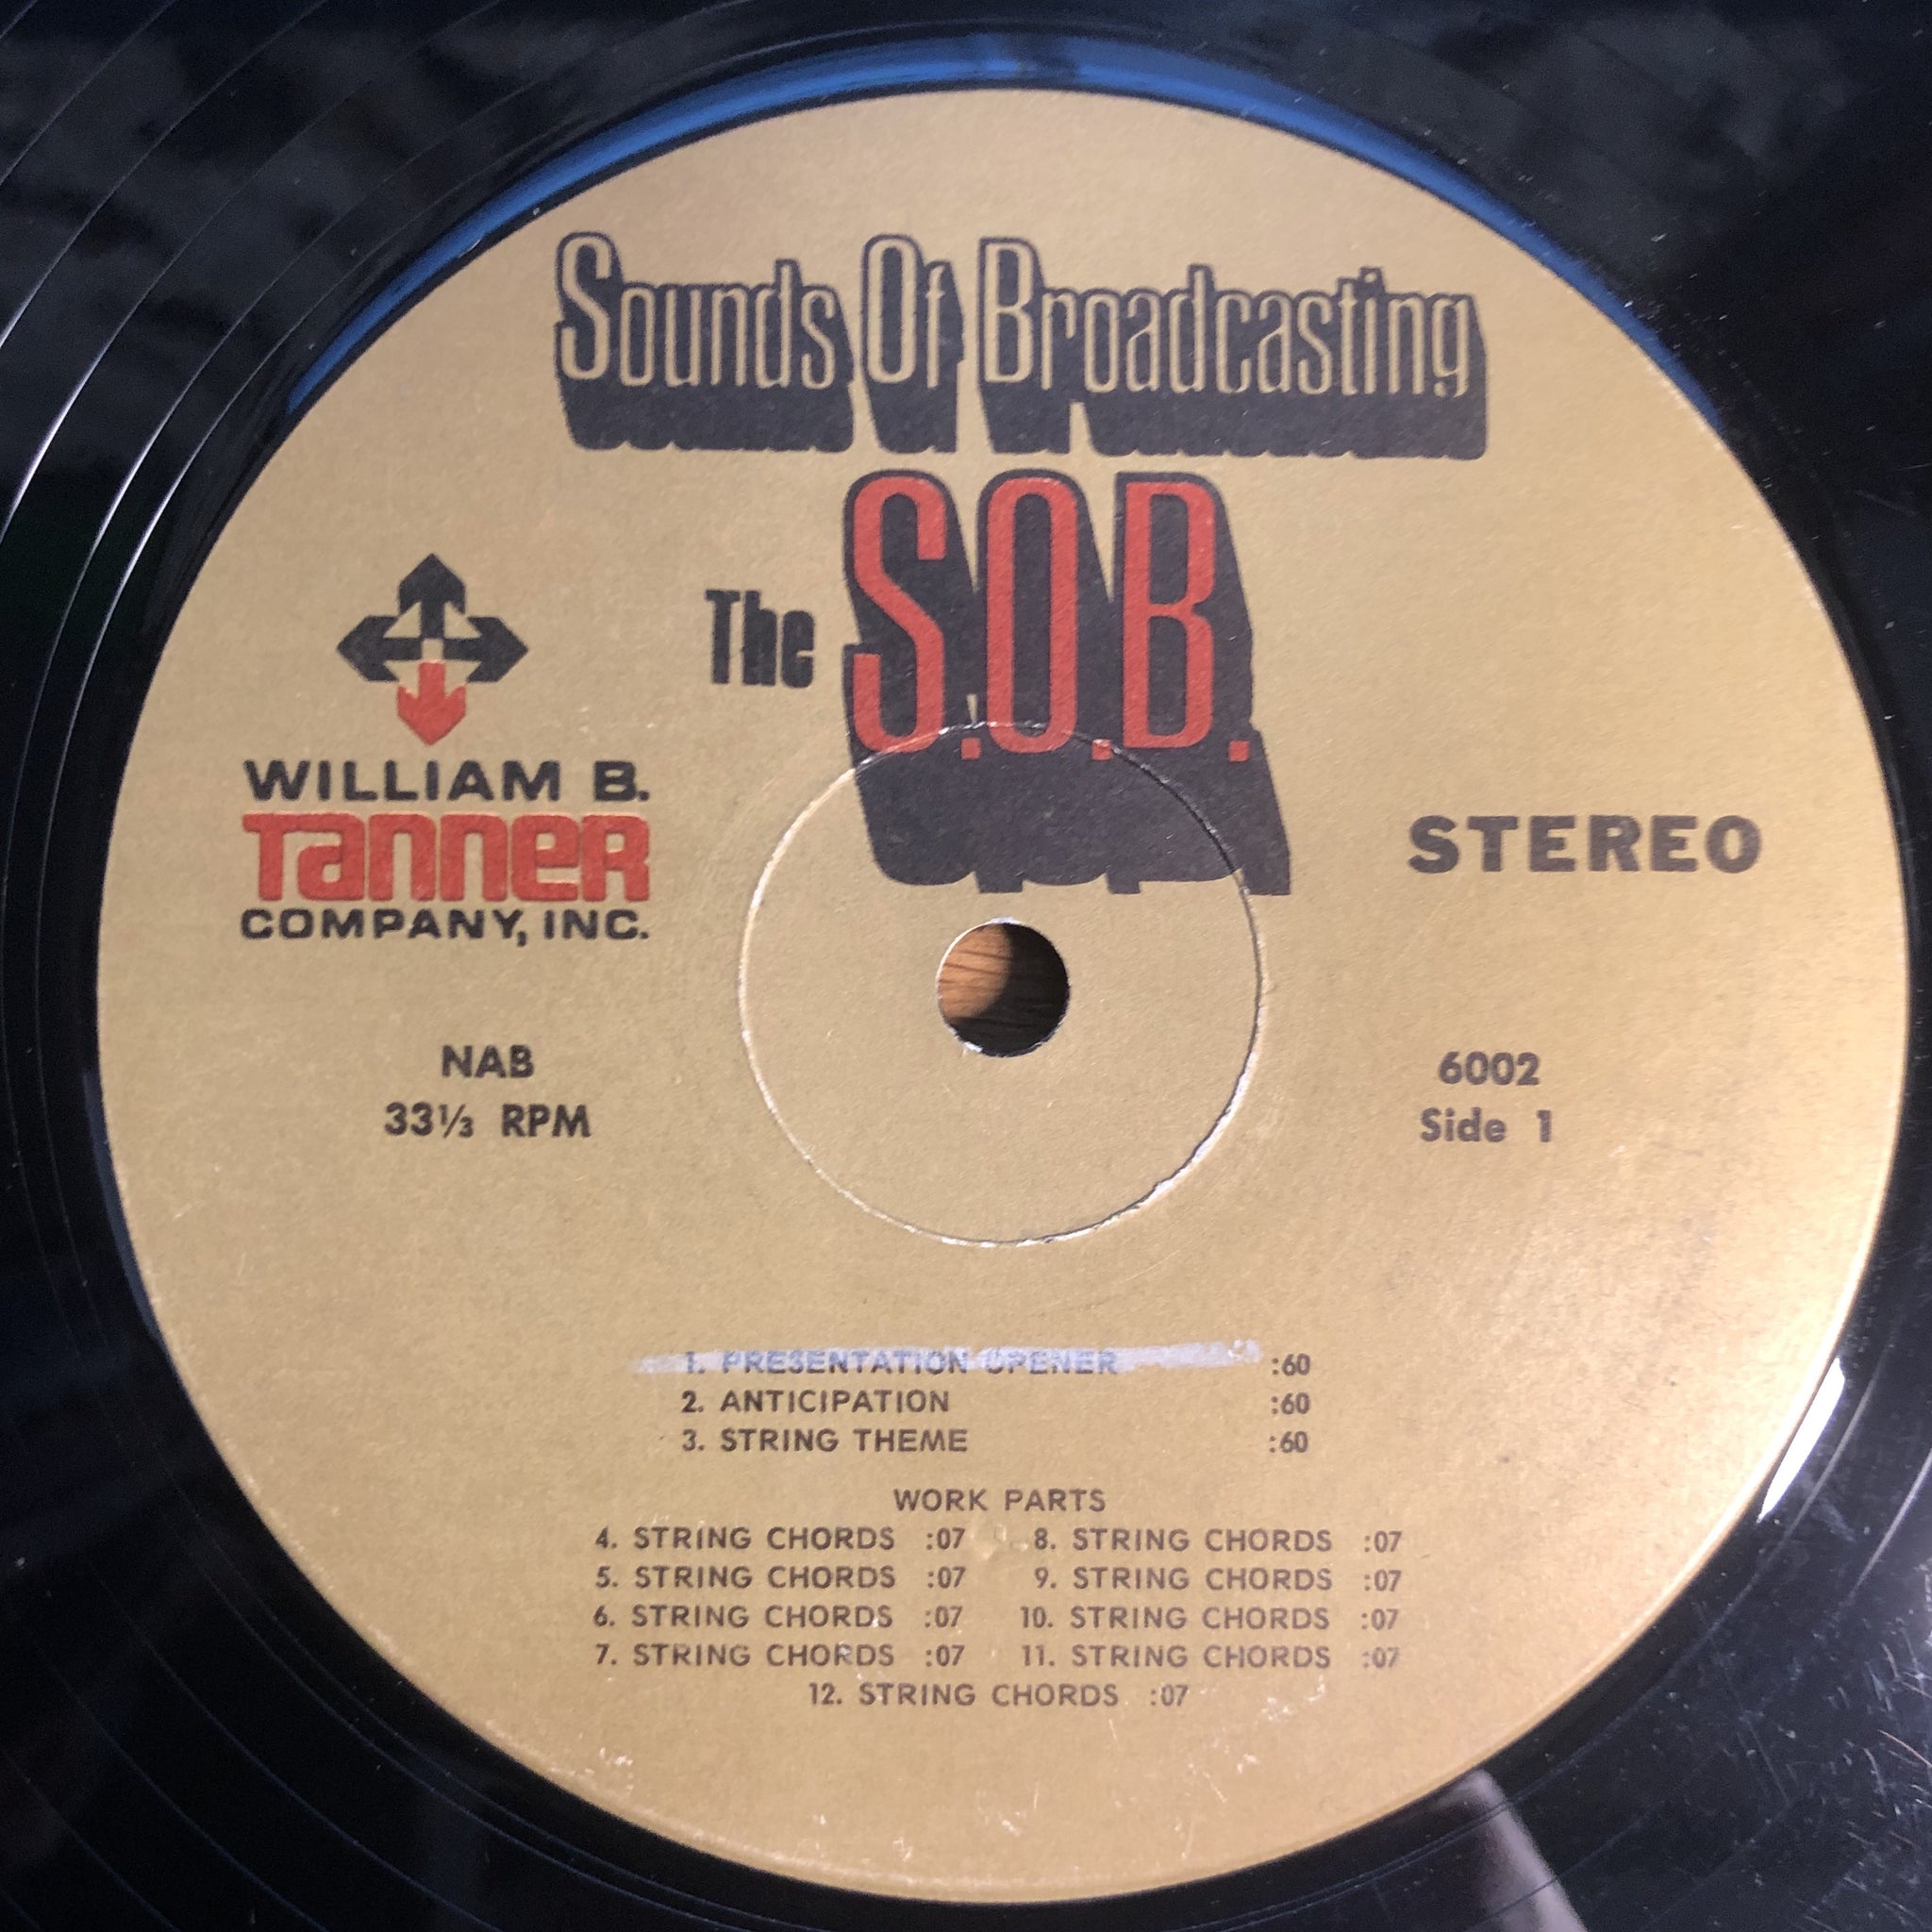 Sounds Of Broadcasting
The S.O.B.
WILLIAM B.
TANNER
COMPANY, INC.
STEREO
NAB
33⅓ RPM
6002
Side 1
1. PRESENTATION OPENER :60
2. ANTICIPATION :60
3. STRING THEME :60
WORK PARTS
4. STRING CHORDS :07 8. STRING CHORDS :07
5. STRING CHORDS :07 9. STRING CHORDS :07
6. STRING CHORDS :07 10. STRING CHORDS :07
7. STRING CHORDS :07 11. STRING CHORDS :07
12. STRING CHORDS :07